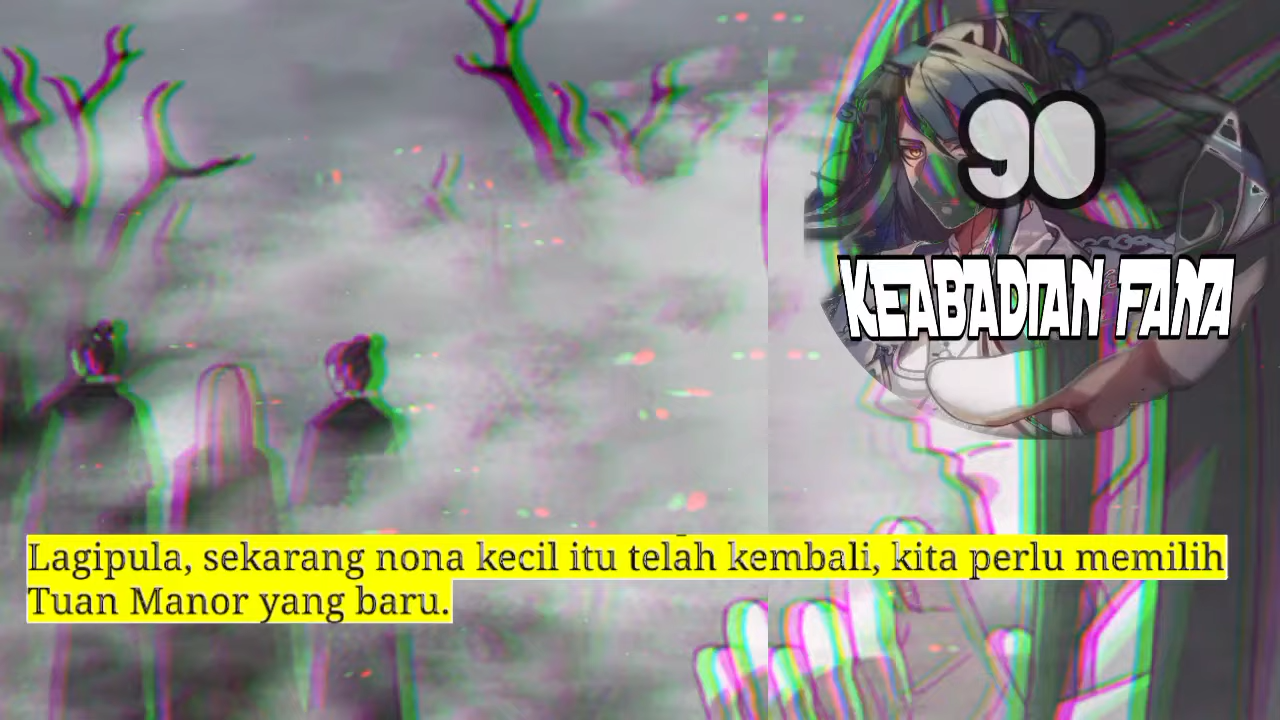 90
KEABADIAN FANA
Lagipula, sekarang nona kecil itu telah kembali, kita perlu memilih
Tuan Manor yang baru.